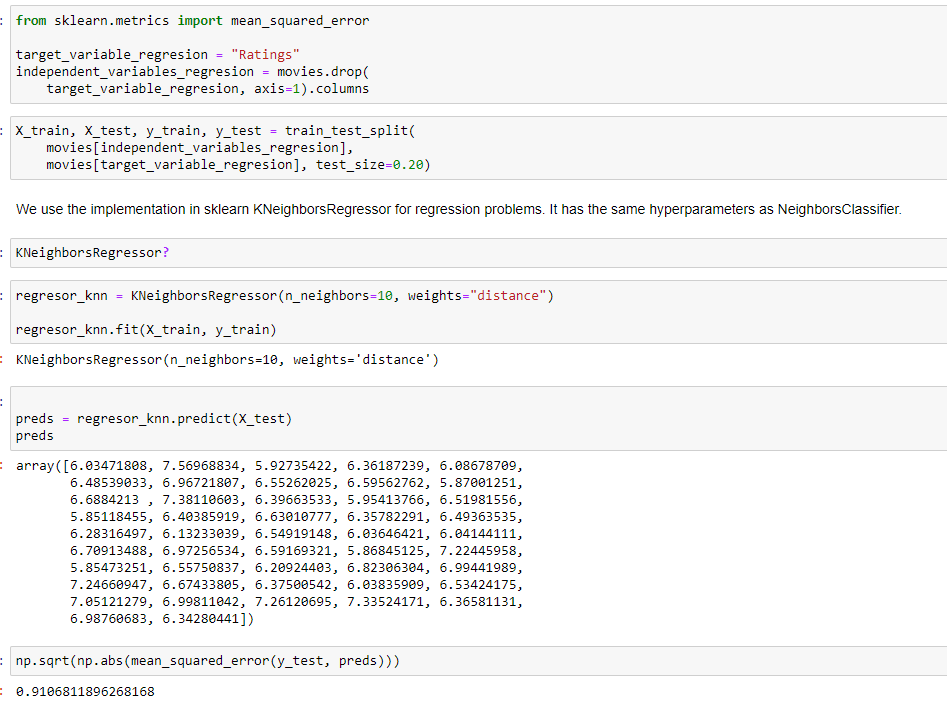 from sklearn.metrics import mean_squared_error
target_variable_regresion = "Ratings"
independent_variables_regresion = movies.drop(
target_variable_regresion, axis=1).columns
X_train, X_test, y_train, y_test = train_test_split(
movies[independent_variables_regresion],
movies[target_variable_regresion], test_size=0.20)
We use the implementation in sklearn KNeighborsRegressor for regression problems. It has the same hyperparameters as NeighborsClassifier.
KNeighborsRegressor?
regresor_knn = KNeighborsRegressor(n_neighbors=10, weights="distance")
regresor_knn.fit(X_train, y_train)
KNeighborsRegressor(n_neighbors=10, weights='distance')
preds = regresor_knn.predict(X_test)
preds
array([6.03471808, 7.56968834, 5.92735422, 6.36187239, 6.08678709,
6.48539033, 6.96721807, 6.55262025, 6.59562762, 5.87001251,
6.6884213 , 7.38110603, 6.39663533, 5.95413766, 6.51981556,
5.85118455, 6.40385919, 6.63010777, 6.35782291, 6.49363535,
6.28316497, 6.13233039, 6.54919148, 6.03646421, 6.04144111,
6.70913488, 6.97256534, 6.59169321, 5.86845125, 7.22445958,
5.85473251, 6.55750837, 6.20924403, 6.82306304, 6.99441989,
7.24660947, 6.67433805, 6.37500542, 6.03835909, 6.53424175,
7.05121279, 6.99811042, 7.26120695, 7.33524171, 6.36581131,
6.98760683, 6.34280441])
np.sqrt(np.abs(mean_squared_error(y_test, preds)))
0.9106811896268168